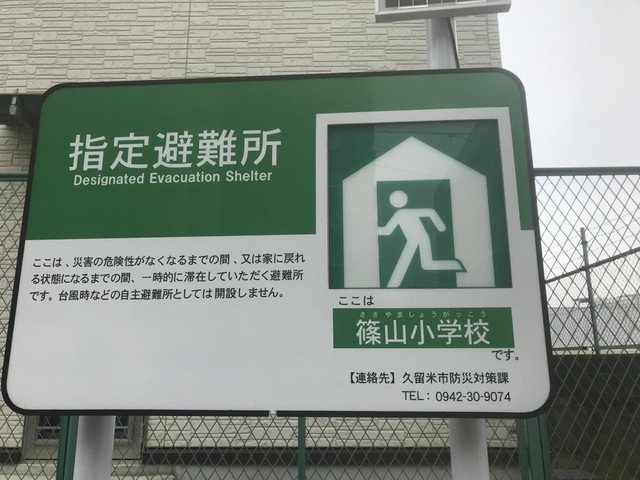 指定避難所
Designated Evacuation Shelter
ここは、災害の危険性がなくなるまでの間、又は家に戻れ
る状態になるまでの間、一時的に滞在していただく避難所
です。台風時などの自主避難所としては開設しません。
ここは
ささやましょうがっこう
篠山小学校
です。
【連絡先】久留米市防災対策課
TEL: 0942-30-9074